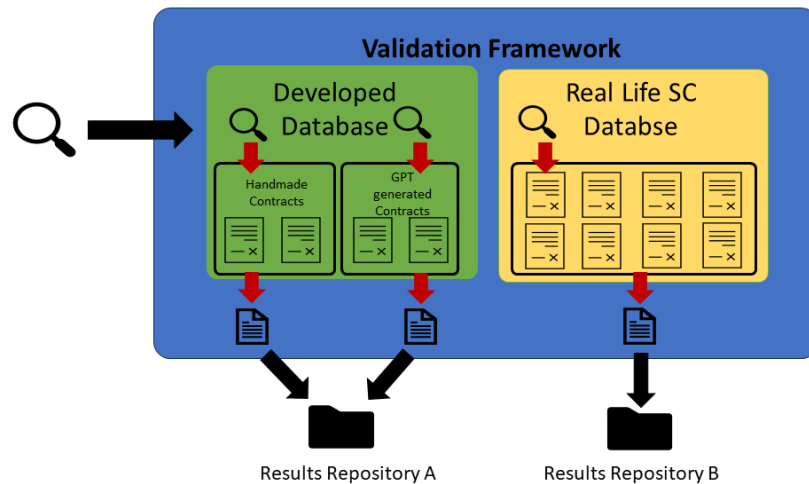 Validation Framework
Developed
Database
Real Life SC
Databse
Handmade
Contracts
GPT
generated
Contracts
Results Repository A
Results Repository B